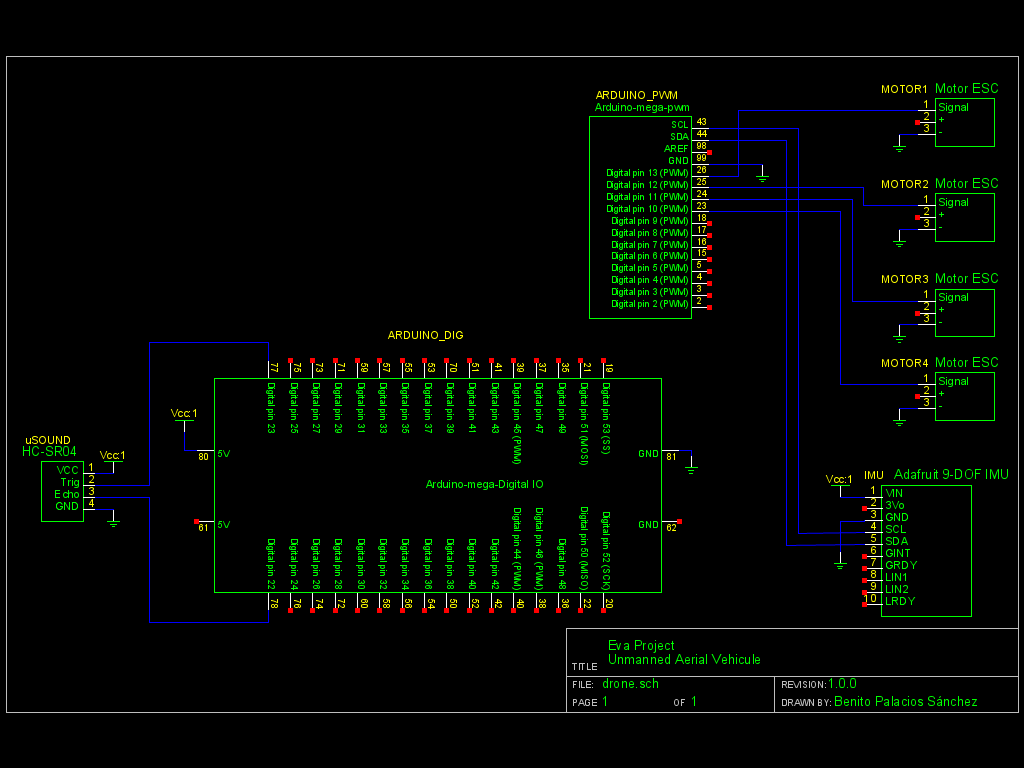 ARDUINO_PWM
Arduino-mega-pwm
SCL 43
SDA 44
AREF 98
GND 99
Digital pin 13 (PWM) 26
Digital pin 12 (PWM) 25
Digital pin 11 (PWM) 24
Digital pin 10 (PWM) 23
Digital pin 9 (PWM) 18
Digital pin 8 (PWM) 17
Digital pin 7 (PWM) 16
Digital pin 6 (PWM) 15
Digital pin 5 (PWM) 5
Digital pin 4 (PWM) 4
Digital pin 3 (PWM) 3
Digital pin 2 (PWM) 2
MOTOR1 Motor ESC
1 Signal
2 +
3 -
MOTOR2 Motor ESC
1 Signal
2 +
3 -
MOTOR3 Motor ESC
1 Signal
2 +
3 -
MOTOR4 Motor ESC
1 Signal
2 +
3 -
ARDUINO_DIG
77 75 73 71 59 57 55 53 70 51 41 39 37 35 21 19
Digital pin 23
Digital pin 25
Digital pin 27
Digital pin 29
Digital pin 31
Digital pin 33
Digital pin 35
Digital pin 37
Digital pin 39
Digital pin 41
Digital pin 43
Digital pin 45 (PWM)
Digital pin 47
Digital pin 49
Digital pin 51 (MOSI)
Digital pin 53 (SS)
Vcc:1
80 5V
GND 81
Arduino-mega-Digital IO
61 5V
GND 62
Digital pin 22
Digital pin 24
Digital pin 26
Digital pin 28
Digital pin 30
Digital pin 32
Digital pin 34
Digital pin 36
Digital pin 38
Digital pin 40
Digital pin 42
Digital pin 44 (PWM)
Digital pin 46 (PWM)
Digital pin 48
Digital pin 50 (MISO)
Digital pin 52 (SCK)
78 76 74 72 60 58 56 54 50 52 42 40 38 36 22 20
uSOUND
HC-SR04
Vcc:1
VCC 1
Trig 2
Echo 3
GND 4
IMU Adafruit 9-DOF IMU
Vcc:1
1 VIN
2 3Vo
3 GND
4 SCL
5 SDA
6 GINT
7 GRDY
8 LIN1
9 LIN2
10 LRDY
TITLE Eva Project
Unmanned Aerial Vehicule
FILE: drone.sch
REVISION: 1.0.0
PAGE 1 OF 1
DRAWN BY: Benito Palacios Sánchez